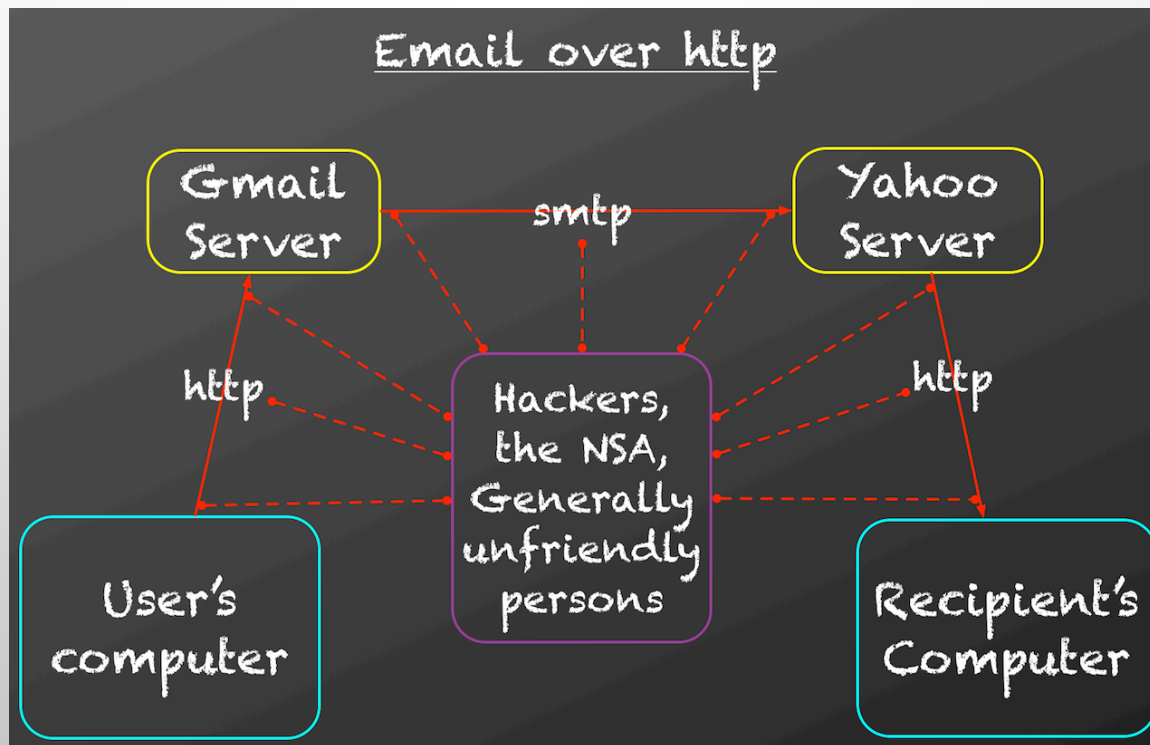 Email over http
Gmail
Server
smtp
Yahoo
Server
http
http
Hackers,
the NSA,
Generally
unfriendly
persons
User's
computer
Recipient's
Computer